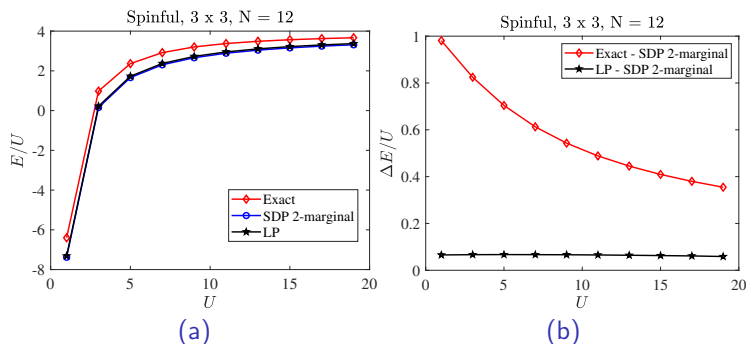 Spinful, 3 x 3, N = 12
4
2
0
-2
-4
-6
-8
E/U
0
5
10
15
20
U
Exact
SDP 2-marginal
LP
(a)
Spinful, 3 x 3, N = 12
1
0.8
0.6
0.4
0.2
0
ΔE/U
0
5
10
15
20
U
Exact - SDP 2-marginal
LP - SDP 2-marginal
(b)